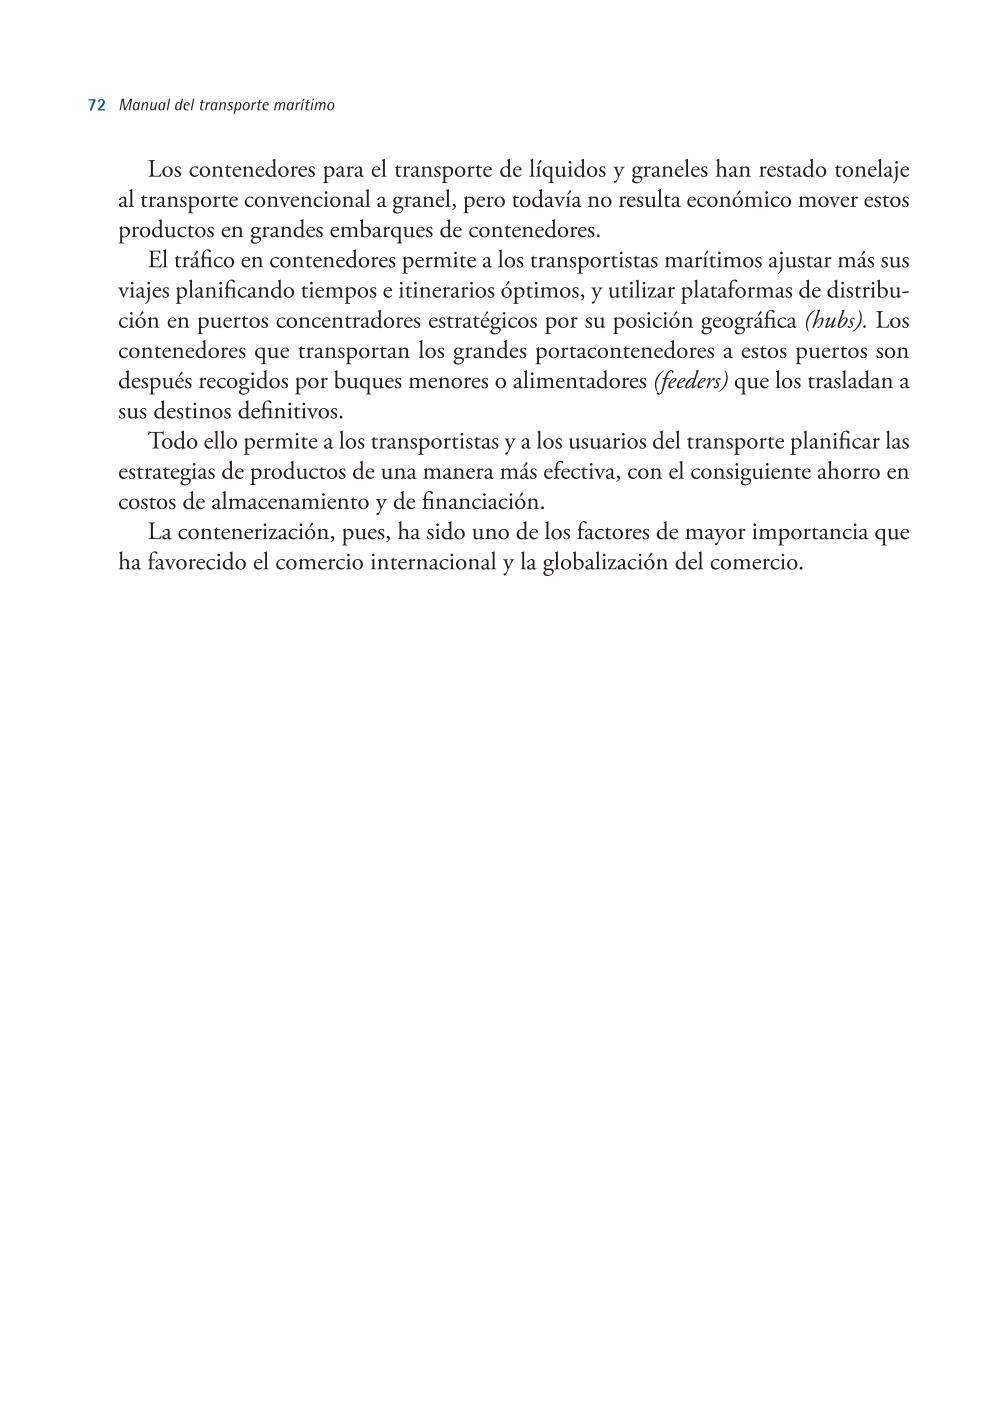 72 Manual del transporte marítimo
Los contenedores para el transporte de líquidos y graneles han restado tonelaje
al transporte convencional a granel, pero todavía no resulta económico mover estos
productos en grandes embarques de contenedores.
El tráfico en contenedores permite a los transportistas marítimos ajustar más sus
viajes planificando tiempos e itinerarios óptimos, y utilizar plataformas de distribu-
ción en puertos concentradores estratégicos por su posición geográfica (hubs). Los
contenedores que transportan los grandes portacontenedores a estos puertos son
después recogidos por buques menores o alimentadores (feeders) que los trasladan a
sus destinos definitivos.
Todo ello permite a los transportistas y a los usuarios del transporte planificar las
estrategias de productos de una manera más efectiva, con el consiguiente ahorro en
costos de almacenamiento y de financiación.
La contenerización, pues, ha sido uno de los factores de mayor importancia que
ha favorecido el comercio internacional y la globalización del comercio.